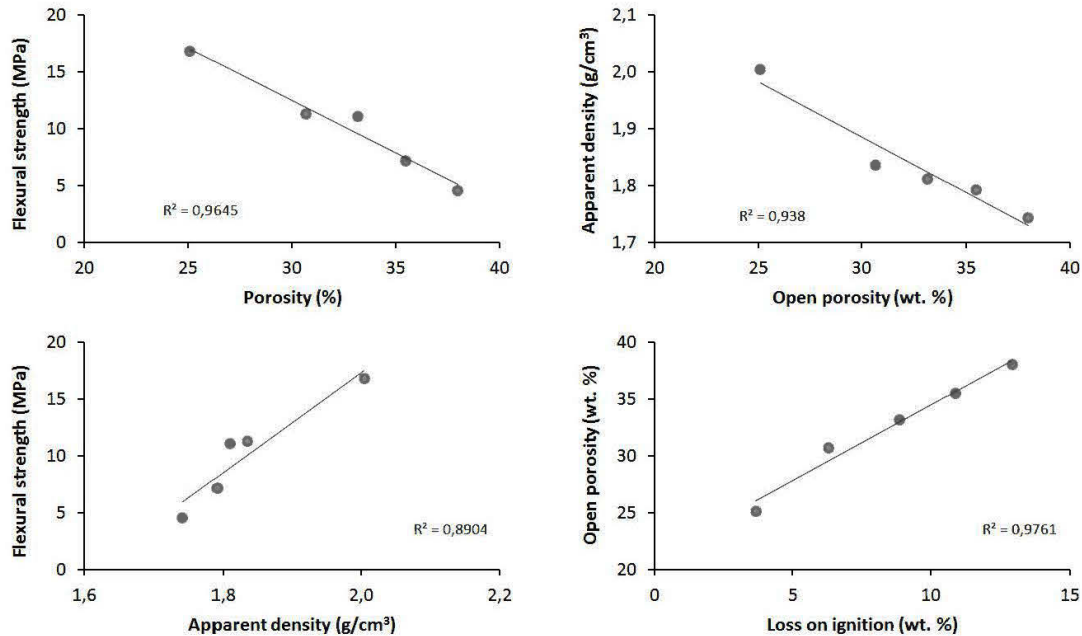 Flexural strength (MPa)
20
15
10
5
0
R² = 0,9645
20 25 30 35 40
Porosity (%)
Apparent density (g/cm³)
2,1
2,0
1,9
1,8
1,7
R² = 0,938
20 25 30 35 40
Open porosity (wt. %)
Flexural strength (MPa)
20
15
10
5
0
R² = 0,8904
1,6 1,8 2,0 2,2
Apparent density (g/cm³)
Open porosity (wt. %)
40
35
30
25
20
R² = 0,9761
0 5 10 15
Loss on ignition (wt. %)